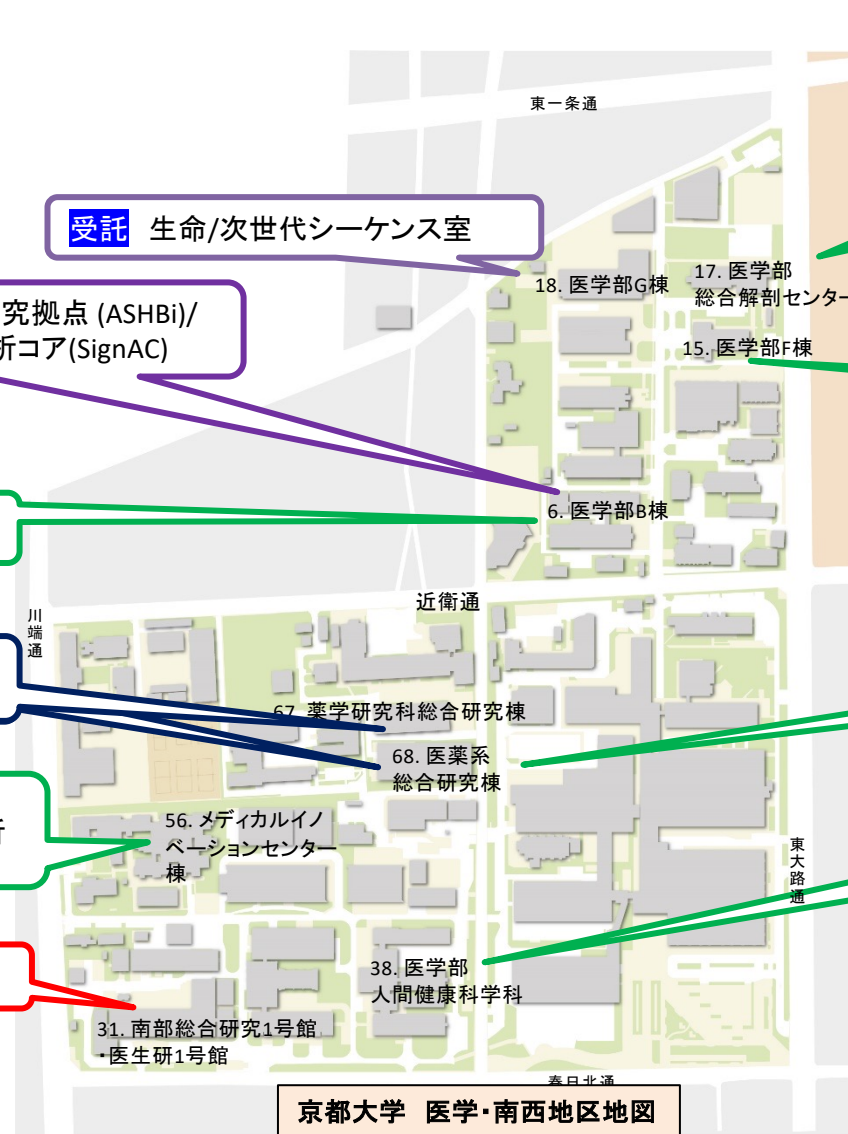 東一条通
受託 生命/次世代シーケンス室
18. 医学部G棟
17. 医学部
総合解剖センター
究拠点 (ASHBi)/
析コア(SignAC)
15. 医学部F棟
6. 医学部B棟
近衛通
川端通
67. 薬学研究科総合研究棟
68. 医薬系
総合研究棟
56. メディカルイノ
ベーションセンター
棟
東大路通
38. 医学部
人間健康科学科
31. 南部総合研究1号館
・医生研1号館
春日北通
京都大学 医学・南西地区地図